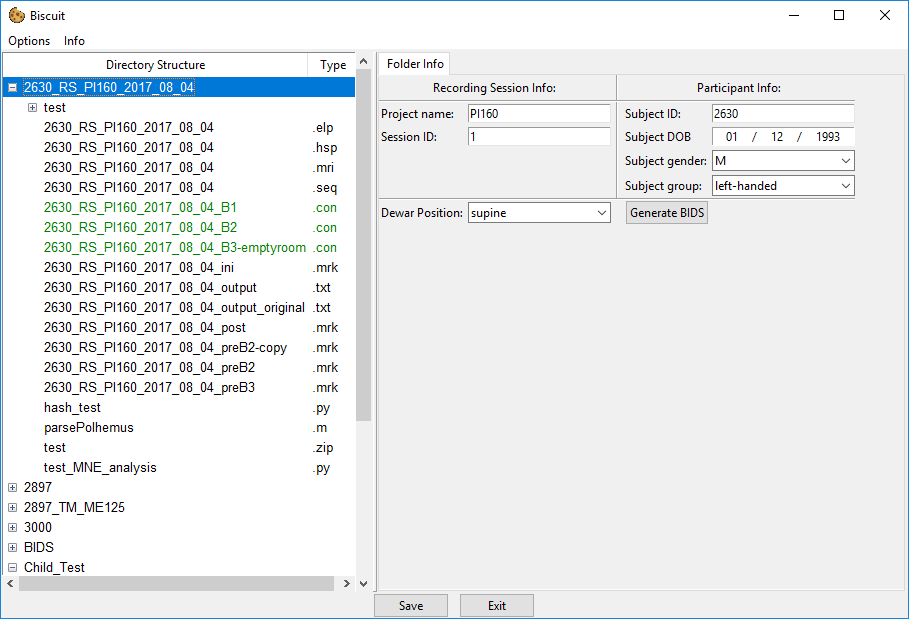 Biscuit
Options Info
Directory Structure Type
2630_RS_PI160_2017_08_04
test
2630_RS_PI160_2017_08_04 .elp
2630_RS_PI160_2017_08_04 .hsp
2630_RS_PI160_2017_08_04 .mri
2630_RS_PI160_2017_08_04 .seq
2630_RS_PI160_2017_08_04_B1 .con
2630_RS_PI160_2017_08_04_B2 .con
2630_RS_PI160_2017_08_04_B3-emptyroom .con
2630_RS_PI160_2017_08_04_ini .mrk
2630_RS_PI160_2017_08_04_output .txt
2630_RS_PI160_2017_08_04_output_original .txt
2630_RS_PI160_2017_08_04_post .mrk
2630_RS_PI160_2017_08_04_preB2-copy .mrk
2630_RS_PI160_2017_08_04_preB2 .mrk
2630_RS_PI160_2017_08_04_preB3 .mrk
hash_test .py
parsePolhemus .m
test .zip
test_MNE_analysis .py
2897
2897_TM_ME125
3000
BIDS
Child_Test
Folder Info
Recording Session Info: Participant Info:
Project name: PI160 Subject ID: 2630
Session ID: 1 Subject DOB 01 / 12 / 1993
Subject gender: M
Subject group: left-handed
Dewar Position: supine Generate BIDS
Save Exit